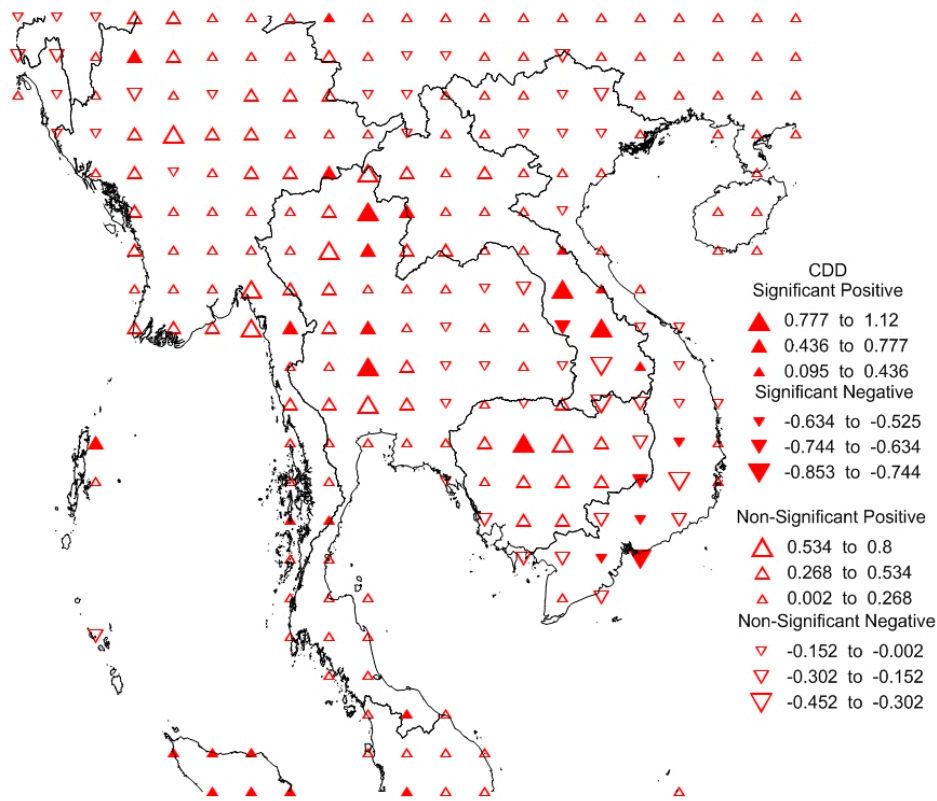 CDD
Significant Positive
0.777 to 1.12
0.436 to 0.777
0.095 to 0.436
Significant Negative
-0.634 to -0.525
-0.744 to -0.634
-0.853 to -0.744
Non-Significant Positive
0.534 to 0.8
0.268 to 0.534
0.002 to 0.268
Non-Significant Negative
-0.152 to -0.002
-0.302 to -0.152
-0.452 to -0.302